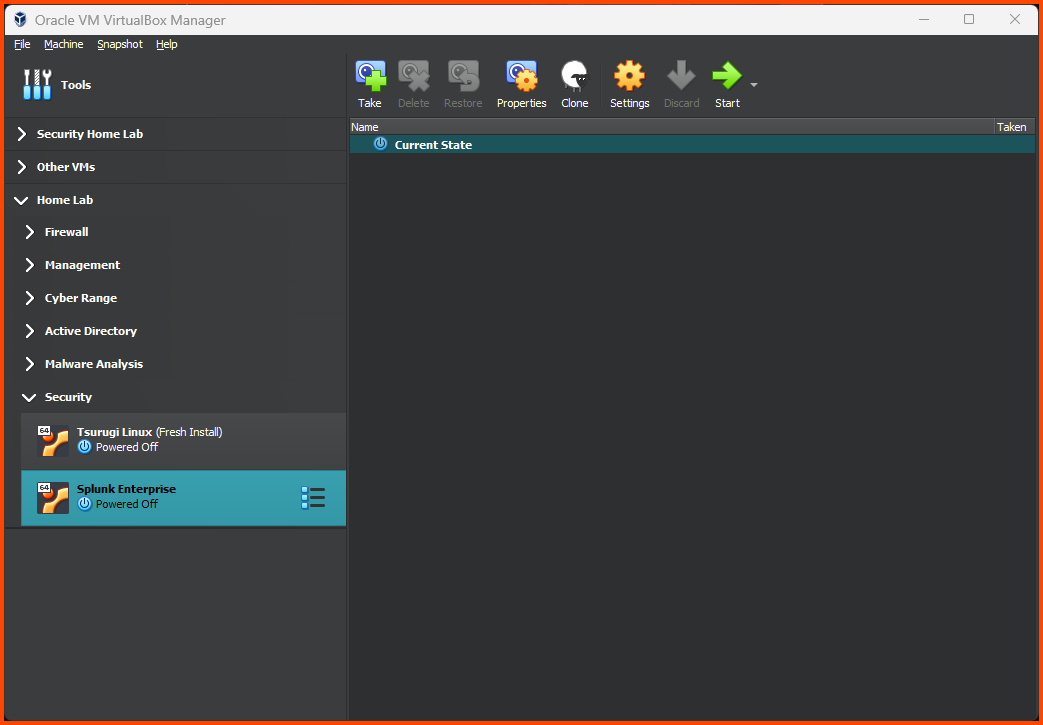 Oracle VM VirtualBox Manager
File Machine Snapshot Help
Tools
Take Delete Restore Properties Clone Settings Discard Start
Name Taken
Current State
Security Home Lab
Other VMs
Home Lab
Firewall
Management
Cyber Range
Active Directory
Malware Analysis
Security
64
Tsurugi Linux (Fresh Install)
Powered Off
64
Splunk Enterprise
Powered Off